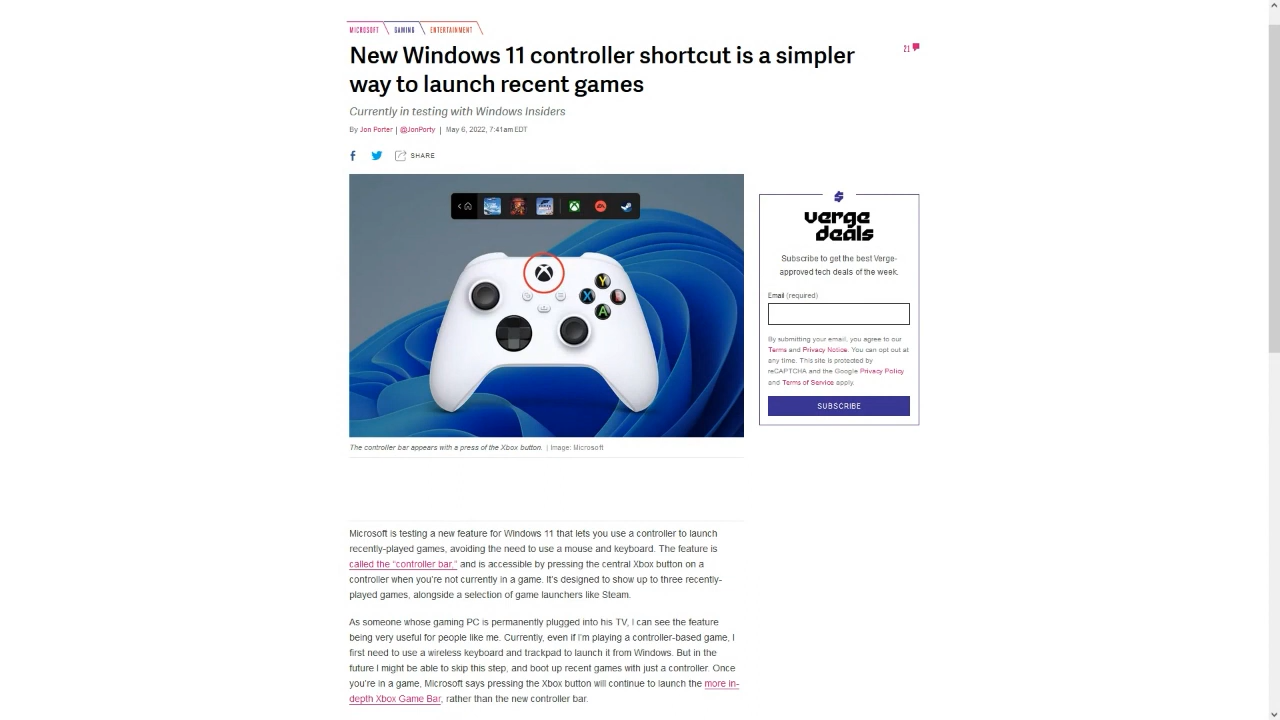 MICROSOFT GAMING ENTERTAINMENT
New Windows 11 controller shortcut is a simpler
way to launch recent games
21
Currently in testing with Windows Insiders
By Jon Porter | @JonPorty | May 6, 2022, 7:41am EDT
SHARE
Y
X
A
The controller bar appears with a press of the Xbox button. | Image: Microsoft
verge
deals
Subscribe to get the best Verge-
approved tech deals of the week.
Email (required)
By submitting your email, you agree to our
Terms and Privacy Notice. You can opt out at
any time. This site is protected by
reCAPTCHA and the Google Privacy Policy
and Terms of Service apply.
SUBSCRIBE
Microsoft is testing a new feature for Windows 11 that lets you use a controller to launch
recently-played games, avoiding the need to use a mouse and keyboard. The feature is
called the “controller bar,” and is accessible by pressing the central Xbox button on a
controller when you’re not currently in a game. It’s designed to show up to three recently-
played games, alongside a selection of game launchers like Steam.
As someone whose gaming PC is permanently plugged into his TV, I can see the feature
being very useful for people like me. Currently, even if I’m playing a controller-based game, I
first need to use a wireless keyboard and trackpad to launch it from Windows. But in the
future I might be able to skip this step, and boot up recent games with just a controller. Once
you’re in a game, Microsoft says pressing the Xbox button will continue to launch the more in-
depth Xbox Game Bar, rather than the new controller bar.